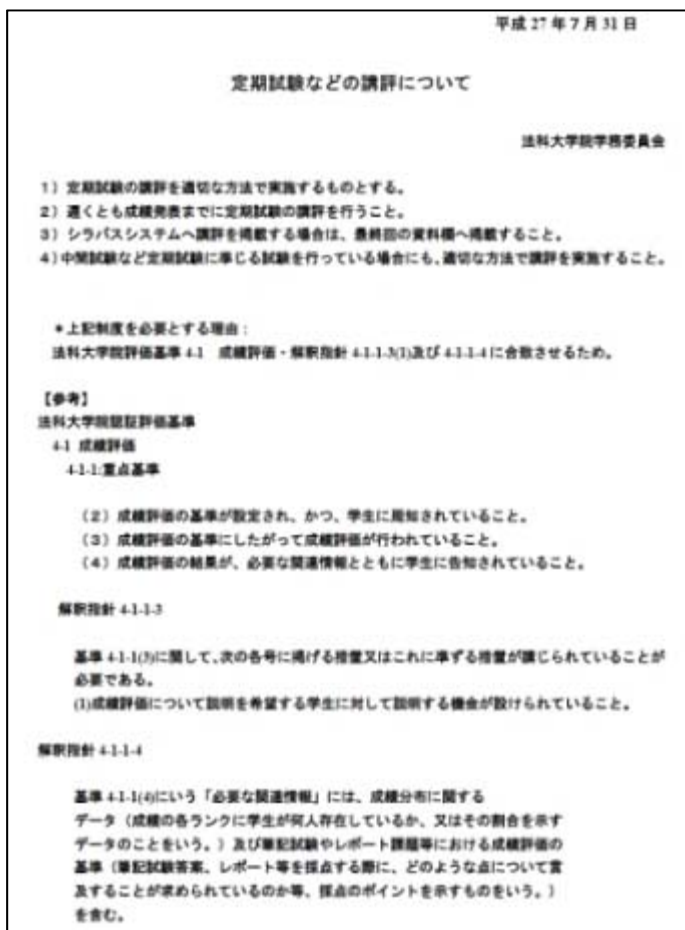 平成 27 年 7 月 31 日
定期試験などの講評について
法科大学院学務委員会
1）定期試験の講評を適切な方法で実施するものとする。
2）遅くとも成績発表までに定期試験の講評を行うこと。
3）シラバスシステムへ講評を掲載する場合は、最終回の資料欄へ掲載すること。
4）中間試験など定期試験に準じる試験を行っている場合にも、適切な方法で講評を実施すること。
＊上記制度を必要とする理由：
法科大学院評価基準 4-1　成績評価・解釈指針 4-1-1-3(1)及び 4-1-1-4 に合致させるため。
【参考】
法科大学院認証評価基準
4-1 成績評価
4-1-1:重点基準
（2）成績評価の基準が設定され、かつ、学生に周知されていること。
（3）成績評価の基準にしたがって成績評価が行われていること。
（4）成績評価の結果が、必要な関連情報とともに学生に告知されていること。
解釈指針 4-1-1-3
基準 4-1-1(3)に関して、次の各号に掲げる措置又はこれに準ずる措置が講じられていることが
必要である。
(1)成績評価について説明を希望する学生に対して説明する機会が設けられていること。
解釈指針 4-1-1-4
基準 4-1-1(4)にいう「必要な関連情報」には、成績分布に関する
データ（成績の各ランクに学生が何人存在しているか、又はその割合を示す
データのことをいう。）及び筆記試験やレポート課題等における成績評価の
基準（筆記試験答案、レポート等を採点する際に、どのような点について言
及することが求められているのか等、採点のポイントを示すものをいう。）
を含む。